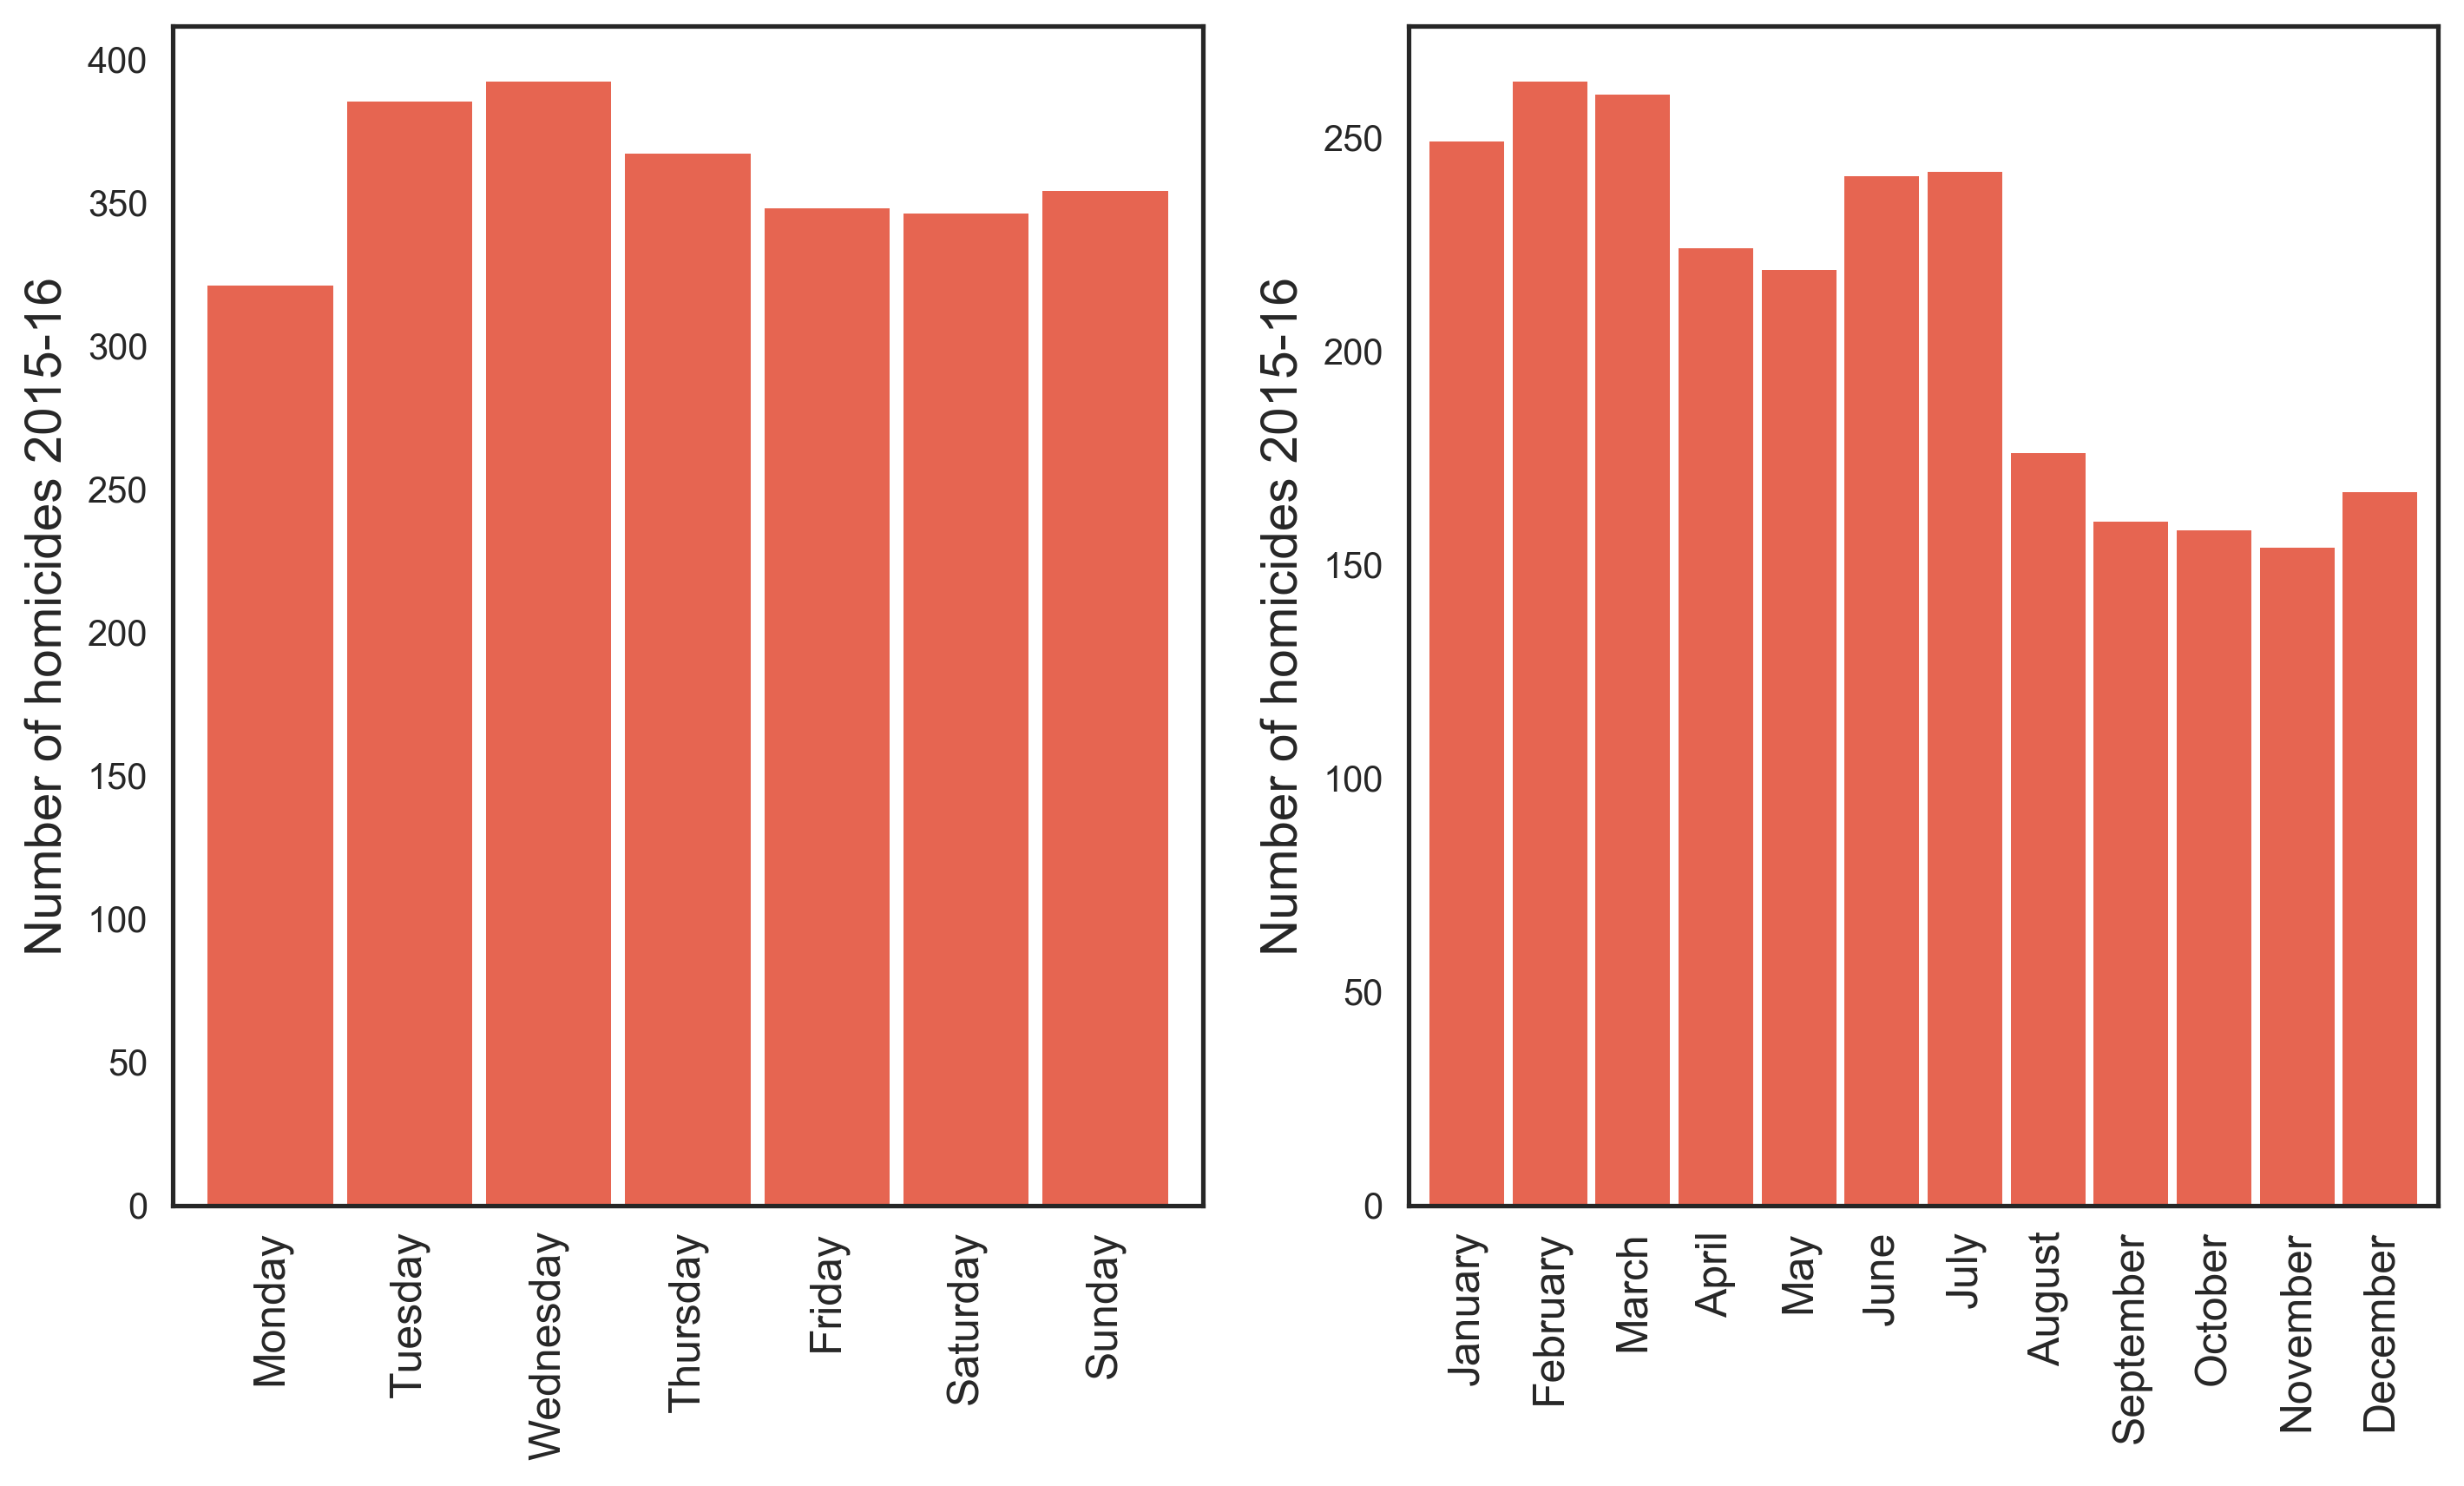 Number of homicides 2015-16
400
350
300
250
200
150
100
50
0
Monday
Tuesday
Wednesday
Thursday
Friday
Saturday
Sunday
Number of homicides 2015-16
250
200
150
100
50
0
January
February
March
April
May
June
July
August
September
October
November
December